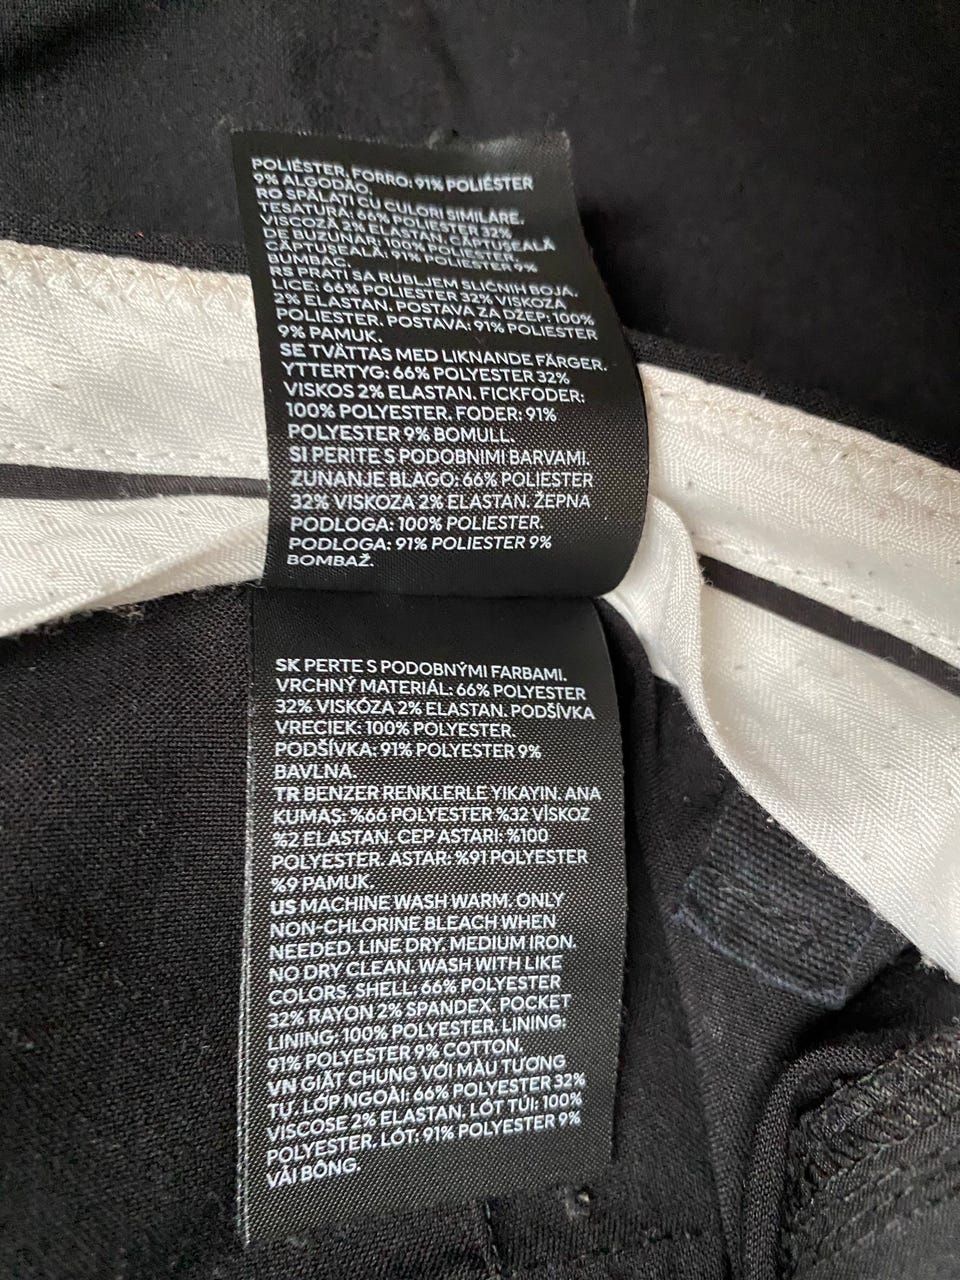 POLIÉSTER. FORRO: 91% POLIÉSTER
9% ALGODÃO.
RO SPĂLAȚI CU CULORI SIMILARE.
TESATURĂ: 66% POLIESTER 32%
VISCOZĂ 2% ELASTAN. CĂPTUȘEALĂ
DE BUZUNAR: 100% POLIESTER.
CĂPTUȘEALĂ: 91% POLIESTER 9%
BUMBAC.
RS PRATI SA RUBLJEM SLIČNIH BOJA.
LICE: 66% POLIESTER 32% VISKOZA
2% ELASTAN. POSTAVA ZA DŽEP: 100%
POLIESTER. POSTAVA: 91% POLIESTER
9% PAMUK.
SE TVÄTTAS MED LIKNANDE FÄRGER.
YTTERTYG: 66% POLYESTER 32%
VISKOS 2% ELASTAN. FICKFODER:
100% POLYESTER. FODER: 91%
POLYESTER 9% BOMULL.
SI PERITE S PODOBNIMI BARVAMI.
ZUNANJE BLAGO: 66% POLIESTER
32% VISKOZA 2% ELASTAN. ŽEPNA
PODLOGA: 100% POLIESTER.
PODLOGA: 91% POLIESTER 9%
BOMBAŽ.
SK PERTE S PODOBNÝMI FARBAMI.
VRCHNÝ MATERIÁL: 66% POLYESTER
32% VISKÓZA 2% ELASTAN. PODŠÍVKA
VRECIEK: 100% POLYESTER.
PODŠÍVKA: 91% POLYESTER 9%
BAVLNA.
TR BENZER RENKLERLE YIKAYIN. ANA
KUMAŞ: %66 POLYESTER %32 VİSKOZ
%2 ELASTAN. CEP ASTARI: %100
POLYESTER. ASTAR: %91 POLYESTER
%9 PAMUK.
US MACHINE WASH WARM. ONLY
NON-CHLORINE BLEACH WHEN
NEEDED. LINE DRY. MEDIUM IRON.
NO DRY CLEAN. WASH WITH LIKE
COLORS. SHELL: 66% POLYESTER
32% RAYON 2% SPANDEX. POCKET
LINING: 100% POLYESTER. LINING:
91% POLYESTER 9% COTTON.
VN GIẶT CHUNG VỚI MÀU TƯƠNG
TỰ. LỚP NGOÀI: 66% POLYESTER 32%
VISCOSE 2% ELASTAN. LÓT TÚI: 100%
POLYESTER. LÓT: 91% POLYESTER 9%
VẢI BÔNG.